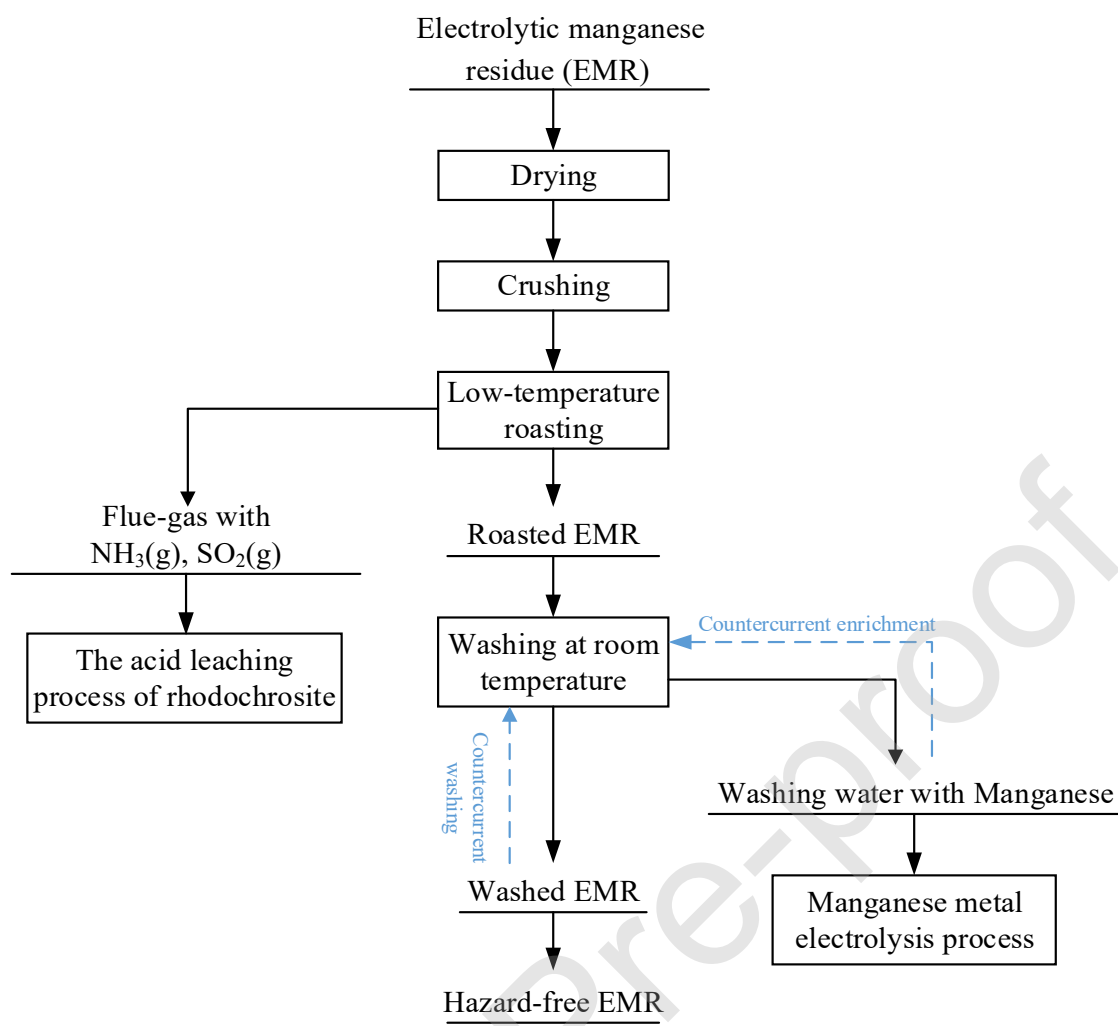 Electrolytic manganese
residue (EMR)
Drying
Crushing
Low-temperature
roasting
Flue-gas with
NH₃(g), SO₂(g)
Roasted EMR
The acid leaching
process of rhodochrosite
Washing at room
temperature
Countercurrent enrichment
Countercurrent
washing
Washing water with Manganese
Washed EMR
Manganese metal
electrolysis process
Hazard-free EMR
Pre-proof